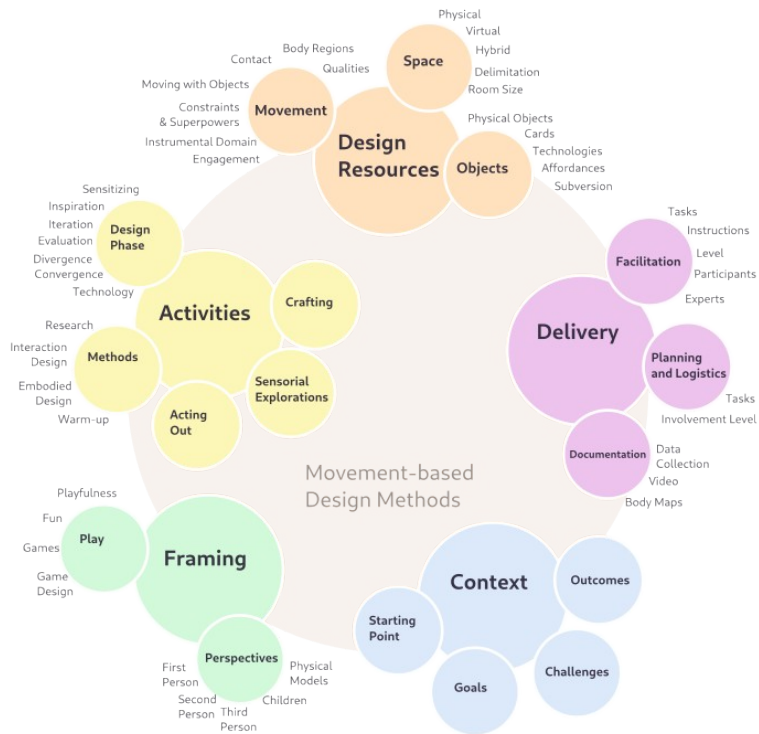 Physical
Virtual
Hybrid
Delimitation
Room Size
Space
Body Regions
Contact
Qualities
Moving with Objects
Constraints
& Superpowers
Instrumental Domain
Engagement
Movement
Design
Resources
Physical Objects
Cards
Technologies
Affordances
Subversion
Objects
Sensitizing
Inspiration
Iteration
Evaluation
Divergence
Convergence
Technology
Design
Phase
Activities
Crafting
Research
Interaction
Design
Embodied
Design
Warm-up
Methods
Sensorial
Explorations
Acting
Out
Tasks
Instructions
Level
Participants
Experts
Facilitation
Delivery
Planning
and Logistics
Tasks
Involvement Level
Documentation
Data
Collection
Video
Body Maps
Movement-based
Design Methods
Playfulness
Fun
Games
Game
Design
Play
Framing
Perspectives
First
Person
Second
Person
Third
Person
Children
Physical
Models
Context
Outcomes
Starting
Point
Goals
Challenges